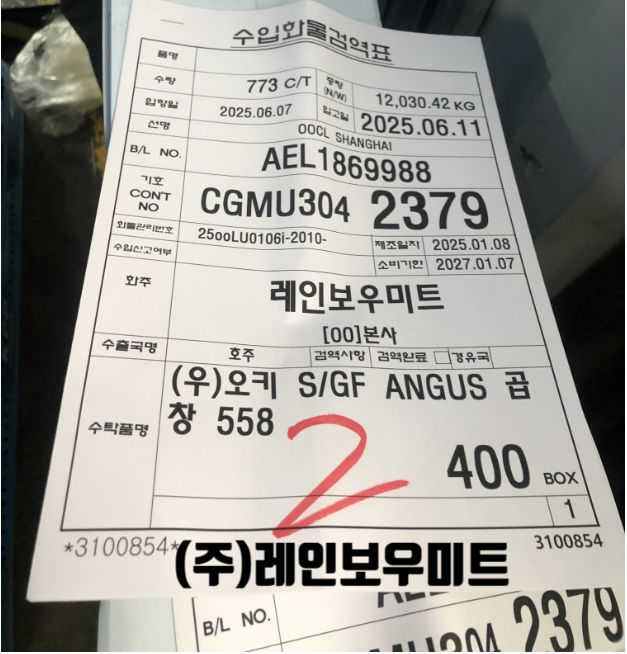 수입화물검역표
품명
수량 773 C/T 중량 (N/W) 12,030.42 KG
입항일 2025.06.07 입고일 2025.06.11
선명 OOCL SHANGHAI
B/L NO. AEL1869988
기호 CON'T NO CGMU304 2379
화물관리번호 25ooLU0106i-2010-
수입신고여부 제조일자 2025.01.08
소비기한 2027.01.07
화주 레인보우미트
[00]본사
수출국명 호주 검역사항 검역완료 경유국
수탁품명 (우)오키 S/GF ANGUS 곱
창 558
2
400 BOX
1
*3100854* 3100854
(주)레인보우미트
B/L NO.
2379